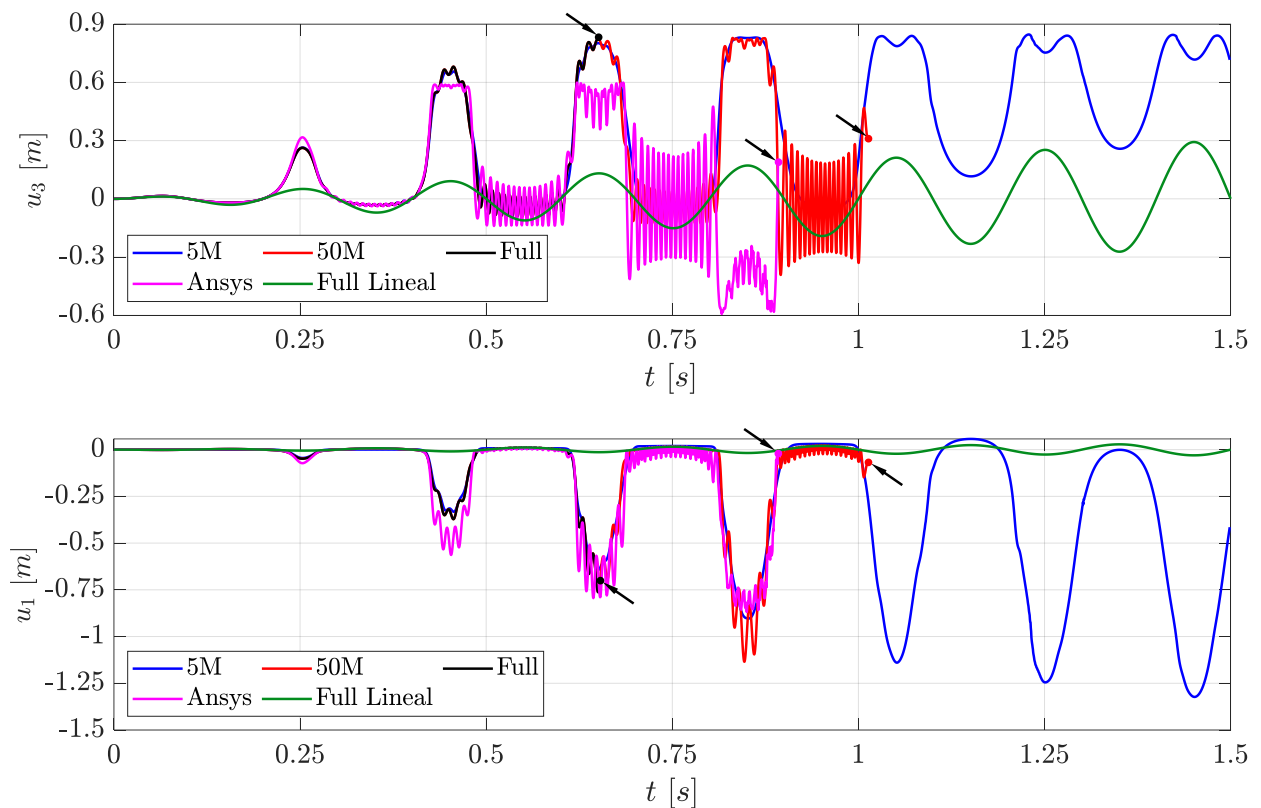 0.9
0.6
0.3
0
-0.3
-0.6
u3 [m]
5M 50M Full
Ansys Full Lineal
0 0.25 0.5 0.75 1 1.25 1.5
t [s]
0
-0.25
-0.5
-0.75
-1
-1.25
-1.5
u1 [m]
5M 50M Full
Ansys Full Lineal
0 0.25 0.5 0.75 1 1.25 1.5
t [s]